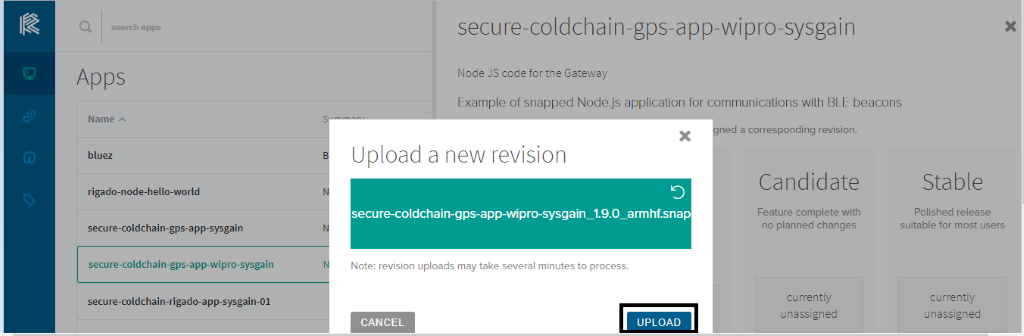 search apps
secure-coldchain-gps-app-wipro-sysgain
Node JS code for the Gateway
Example of snapped Node.js application for communications with BLE beacons
gned a corresponding revision.
Apps
Name
Summary
bluez
B
rigado-node-hello-world
N
secure-coldchain-gps-app-sysgain
N
secure-coldchain-gps-app-wipro-sysgain
N
secure-coldchain-rigado-app-sysgain-01
Upload a new revision
secure-coldchain-gps-app-wipro-sysgain_1.9.0_armhf.snap
Note: revision uploads may take several minutes to process.
CANCEL
UPLOAD
Candidate
Feature complete with
no planned changes
currently
unassigned
Stable
Polished release
suitable for most users
currently
unassigned